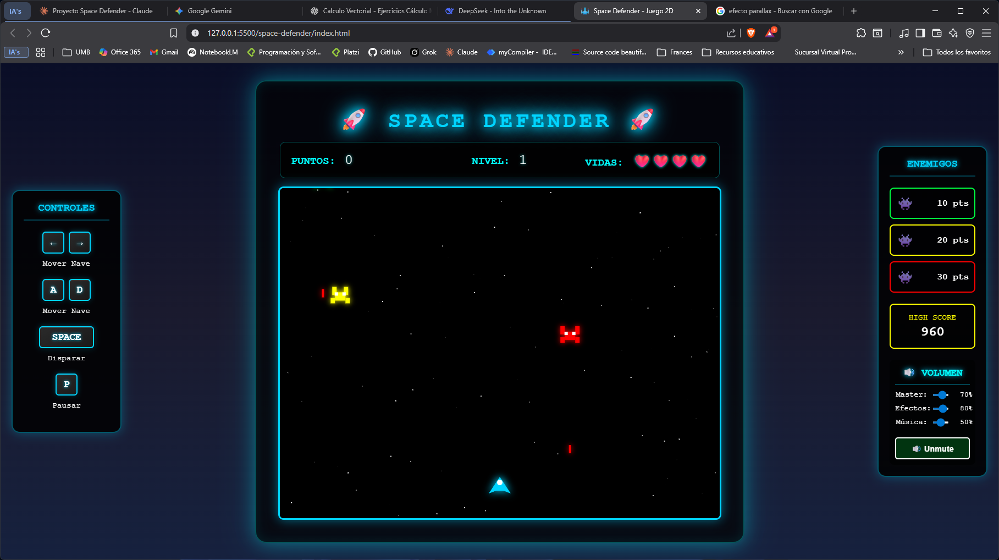 IA's
Proyecto Space Defender - Claude
Google Gemini
Calculo Vectorial - Ejercicios Cálculo
DeepSeek - Into the Unknown
Space Defender - Juego 2D
efecto parallax - Buscar con Google
127.0.0.1:5500/space-defender/index.html
1
IA's
UMB
Office 365
Gmail
NotebookLM
Programación y Sof...
Platzi
GitHub
Grok
Claude
myCompiler - IDE...
Source code beautif...
Frances
Recursos educativos
Sucursal Virtual Pro...
»
Todos los favoritos
SPACE DEFENDER
PUNTOS: 0
NIVEL: 1
VIDAS:
CONTROLES
← →
Mover Nave
A D
Mover Nave
SPACE
Disparar
P
Pausar
ENEMIGOS
10 pts
20 pts
30 pts
HIGH SCORE
960
VOLUMEN
Master: 70%
Efectos: 80%
Música: 50%
Unmute